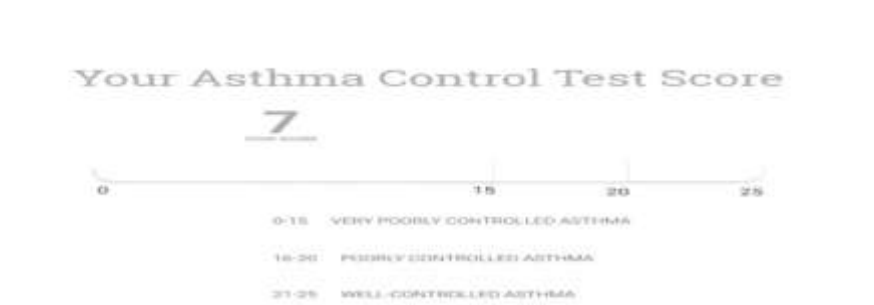 Your Asthma Control Test Score
7
0 15 20 25
0-15 VERY POORLY CONTROLLED ASTHMA
16-20 POORLY CONTROLLED ASTHMA
21-25 WELL-CONTROLLED ASTHMA